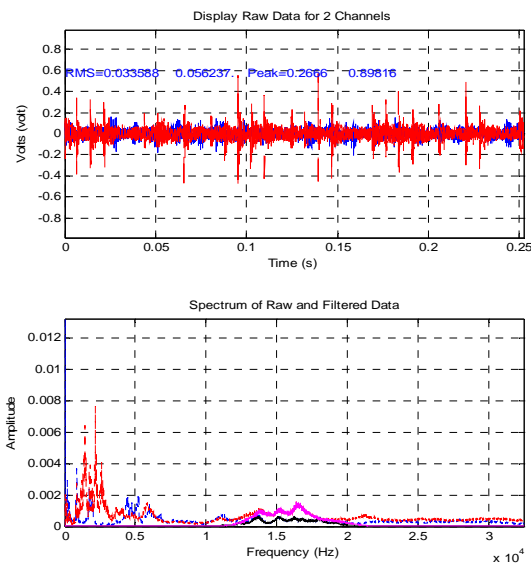 Display Raw Data for 2 Channels
0.8
0.6
RMS=0.033588 0.056237.. Peak=0.2666 0.89816
0.4
0.2
0
-0.2
-0.4
-0.6
-0.8
Volts (volt)
0 0.05 0.1 0.15 0.2 0.25
Time (s)
Spectrum of Raw and Filtered Data
0.012
0.01
0.008
0.006
0.004
0.002
0
Amplitude
0 0.5 1 1.5 2 2.5 3
Frequency (Hz)
x 10^4